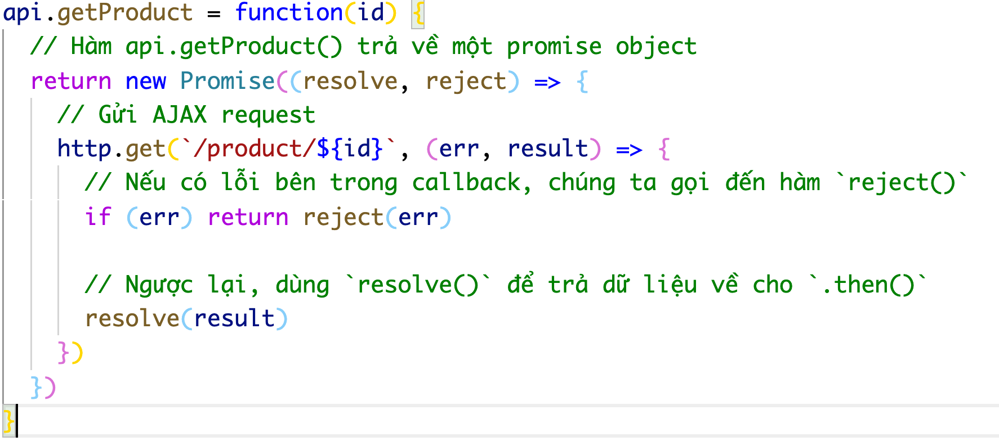 api.getProduct = function(id) {
// Hàm api.getProduct() trả về một promise object
return new Promise((resolve, reject) => {
// Gửi AJAX request
http.get(`/product/${id}`, (err, result) => {
// Nếu có lỗi bên trong callback, chúng ta gọi đến hàm `reject()`
if (err) return reject(err)
// Ngược lại, dùng `resolve()` để trả dữ liệu về cho `.then()`
resolve(result)
})
})
}